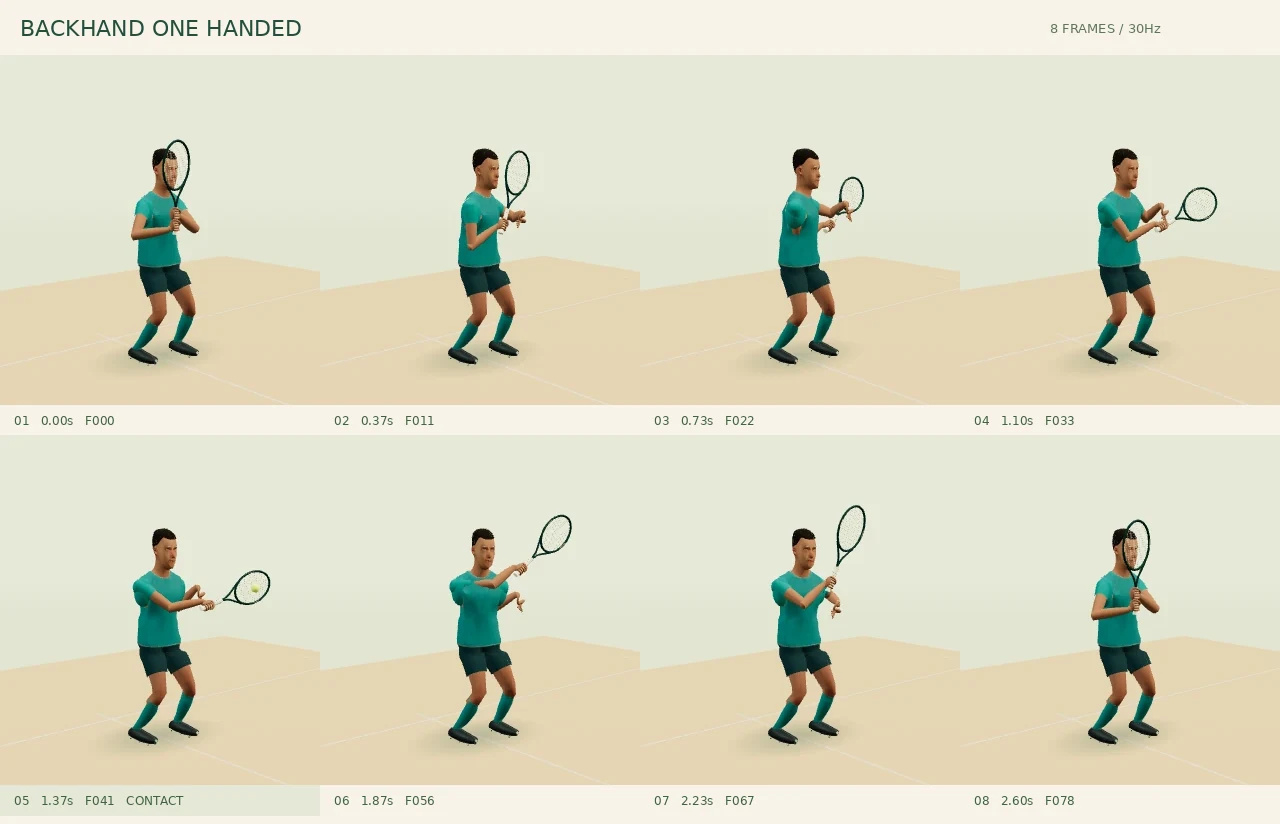 BACKHAND ONE HANDED
8 FRAMES / 30Hz
01 0.00s F000
02 0.37s F011
03 0.73s F022
04 1.10s F033
05 1.37s F041 CONTACT
06 1.87s F056
07 2.23s F067
08 2.60s F078